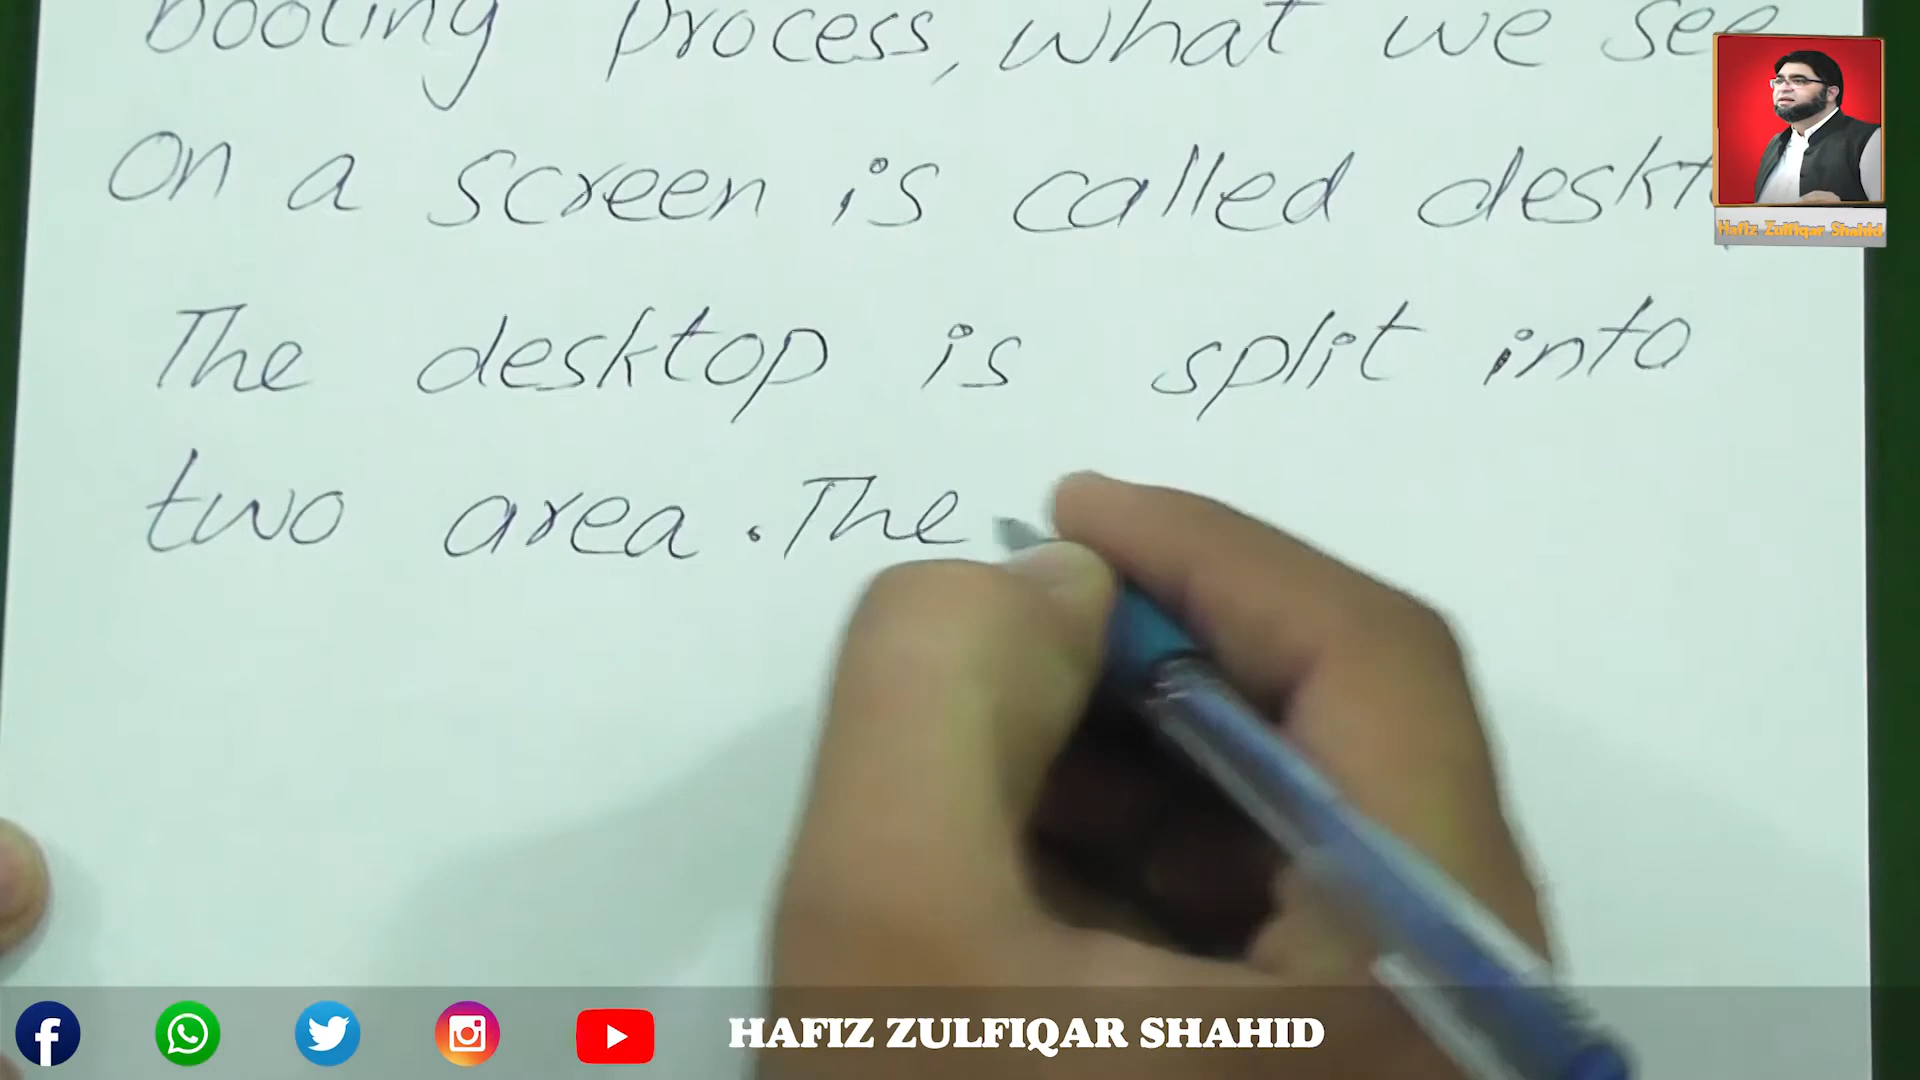 booting process, what we see
on a screen is called deskto
Hafiz Zulfiqar Shahid
The desktop is split into
two area . The
HAFIZ ZULFIQAR SHAHID